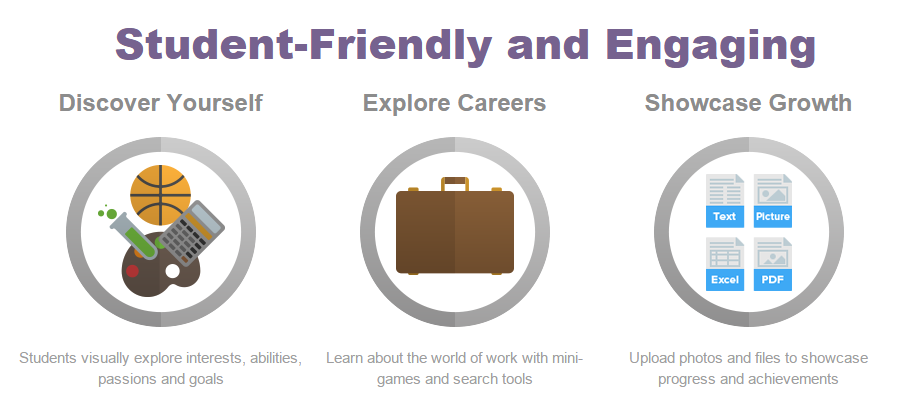 Student-Friendly and Engaging
Discover Yourself
Explore Careers
Showcase Growth
Text
Picture
Excel
PDF
Students visually explore interests, abilities,
passions and goals
Learn about the world of work with mini-
games and search tools
Upload photos and files to showcase
progress and achievements